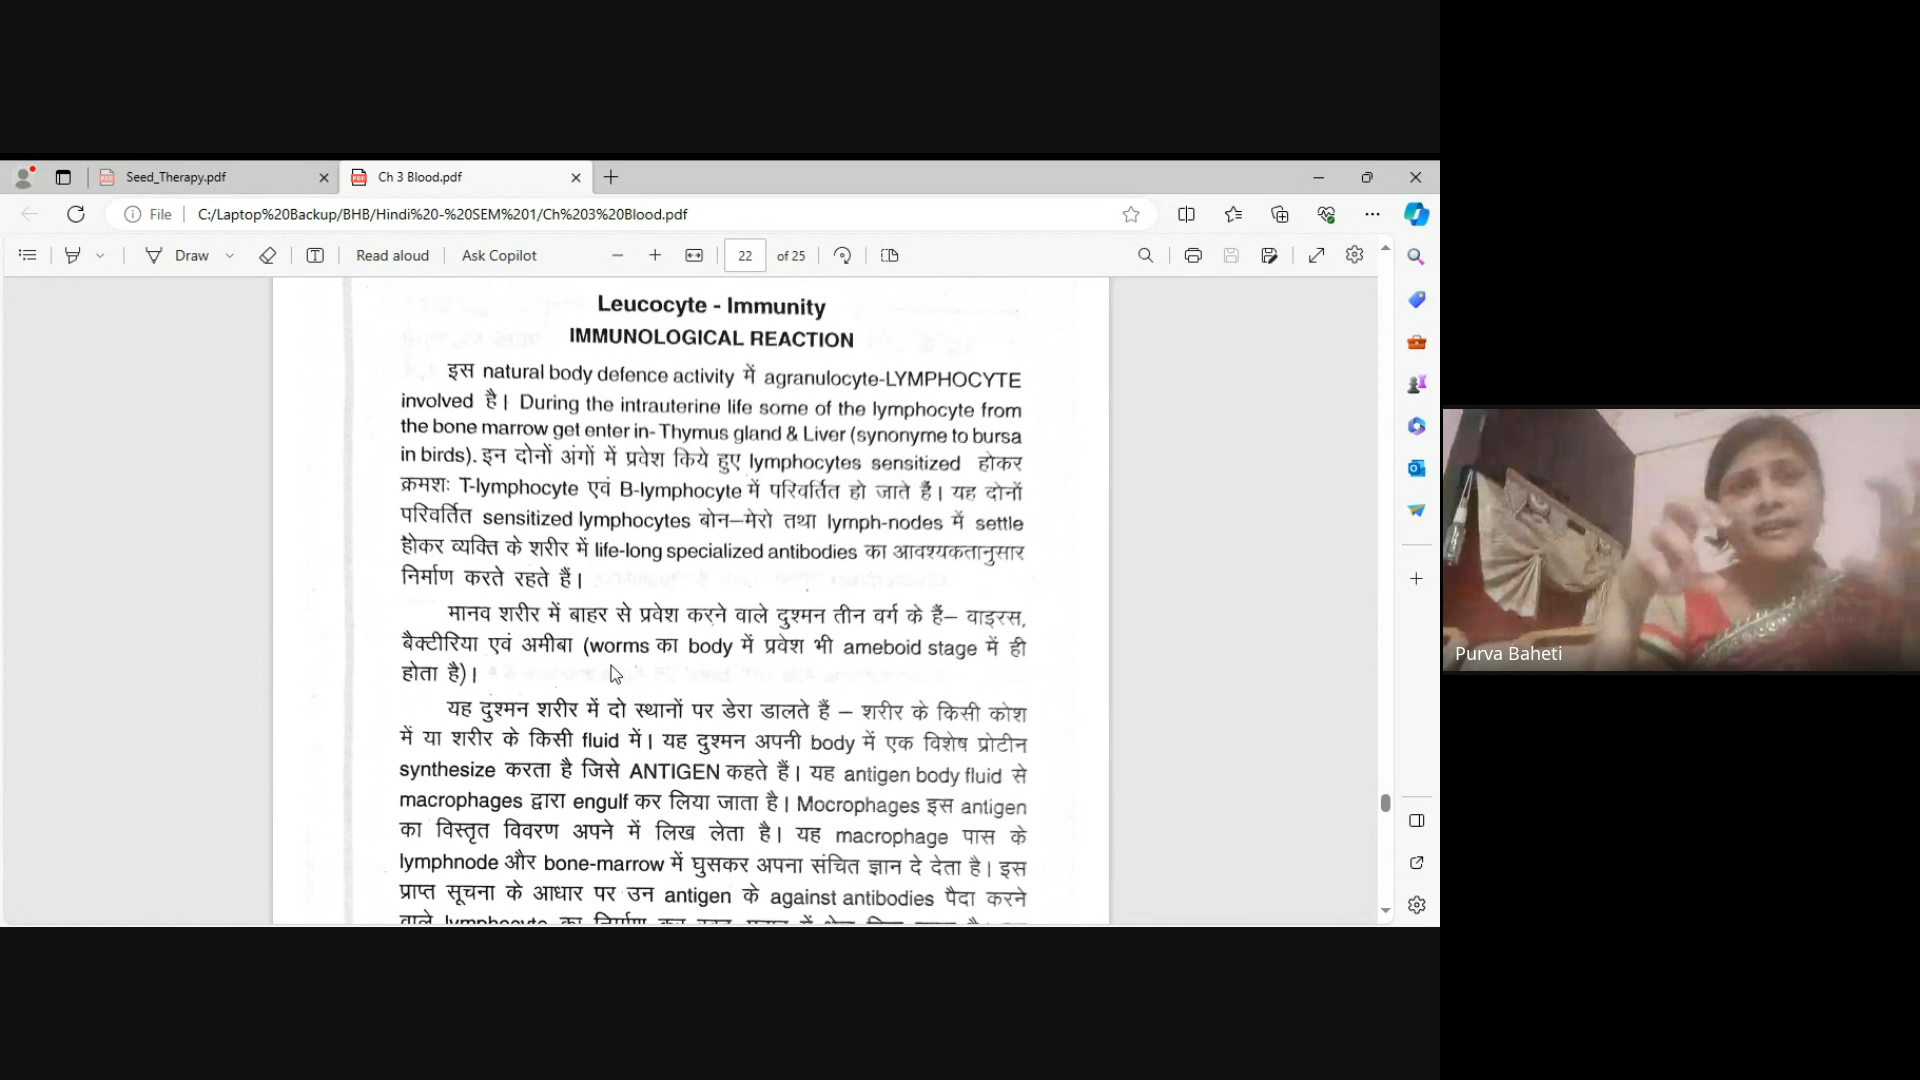 Seed_Therapy.pdf
Ch 3 Blood.pdf
File
C:/Laptop%20Backup/BHB/Hindi%20-%20SEM%201/Ch%203%20Blood.pdf
Draw
Read aloud
Ask Copilot
22
of 25
Leucocyte - Immunity
IMMUNOLOGICAL REACTION
इस natural body defence activity में agranulocyte-LYMPHOCYTE
involved है। During the intrauterine life some of the lymphocyte from
the bone marrow get enter in- Thymus gland & Liver (synonyme to bursa
in birds). इन दोनों अंगों में प्रवेश किये हुए lymphocytes sensitized होकर
क्रमशः T-lymphocyte एवं B-lymphocyte में परिवर्तित हो जाते हैं। यह दोनों
परिवर्तित sensitized lymphocytes बोन–मेरो तथा lymph-nodes में settle
होकर व्यक्ति के शरीर में life-long specialized antibodies का आवश्यकतानुसार
निर्माण करते रहते हैं।
मानव शरीर में बाहर से प्रवेश करने वाले दुश्मन तीन वर्ग के हैं– वाइरस,
बैक्टीरिया एवं अमीबा (worms का body में प्रवेश भी ameboid stage में ही
होता है)।
यह दुश्मन शरीर में दो स्थानों पर डेरा डालते हैं – शरीर के किसी कोश
में या शरीर के किसी fluid में। यह दुश्मन अपनी body में एक विशेष प्रोटीन
synthesize करता है जिसे ANTIGEN कहते हैं। यह antigen body fluid से
macrophages द्वारा engulf कर लिया जाता है। Mocrophages इस antigen
का विस्तृत विवरण अपने में लिख लेता है। यह macrophage पास के
lymphnode और bone-marrow में घुसकर अपना संचित ज्ञान दे देता है। इस
प्राप्त सूचना के आधार पर उन antigen के against antibodies पैदा करने
वाले lymphocyte का निर्माण कर
Purva Baheti